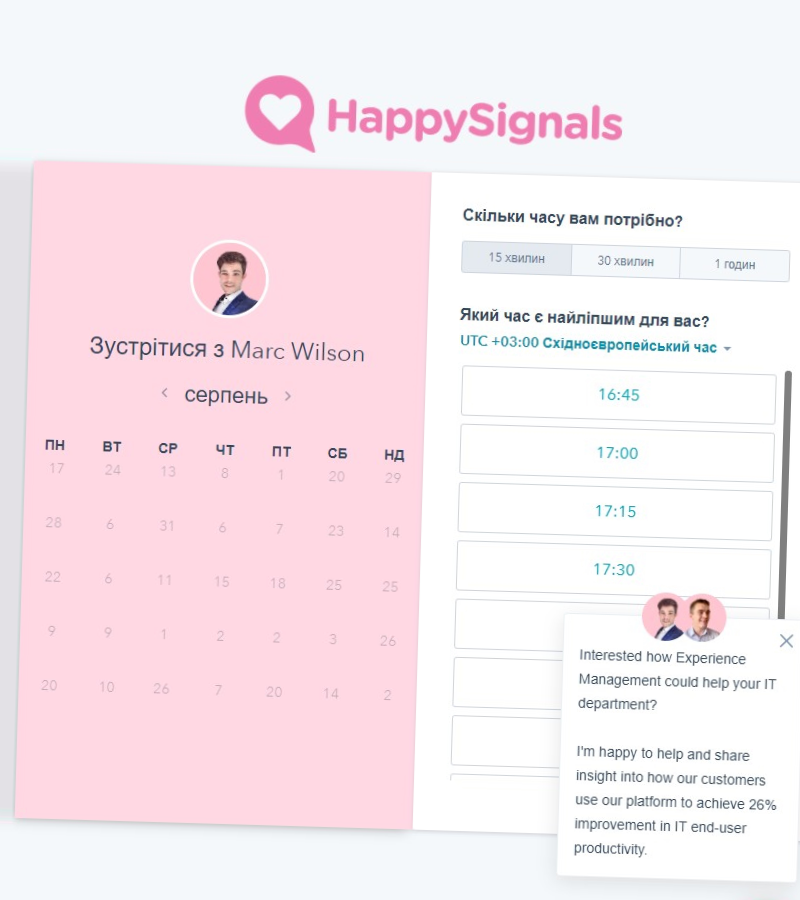 HappySignals
Зустрітися з Marc Wilson
серпень
ПН ВТ СР ЧТ ПТ СБ НД
17 24 13 8 1 20 29
28 6 31 6 7 23 14
22 6 11 15 18 25 25
9 9 1 2 2 3 26
20 10 26 7 20 14 2
Скільки часу вам потрібно?
15 хвилин 30 хвилин 1 годин
Який час є найліпшим для вас?
UTC +03:00 Східноєвропейський час
16:45
17:00
17:15
17:30
Interested how Experience
Management could help your IT
department?
I'm happy to help and share
insight into how our customers
use our platform to achieve 26%
improvement in IT end-user
productivity.